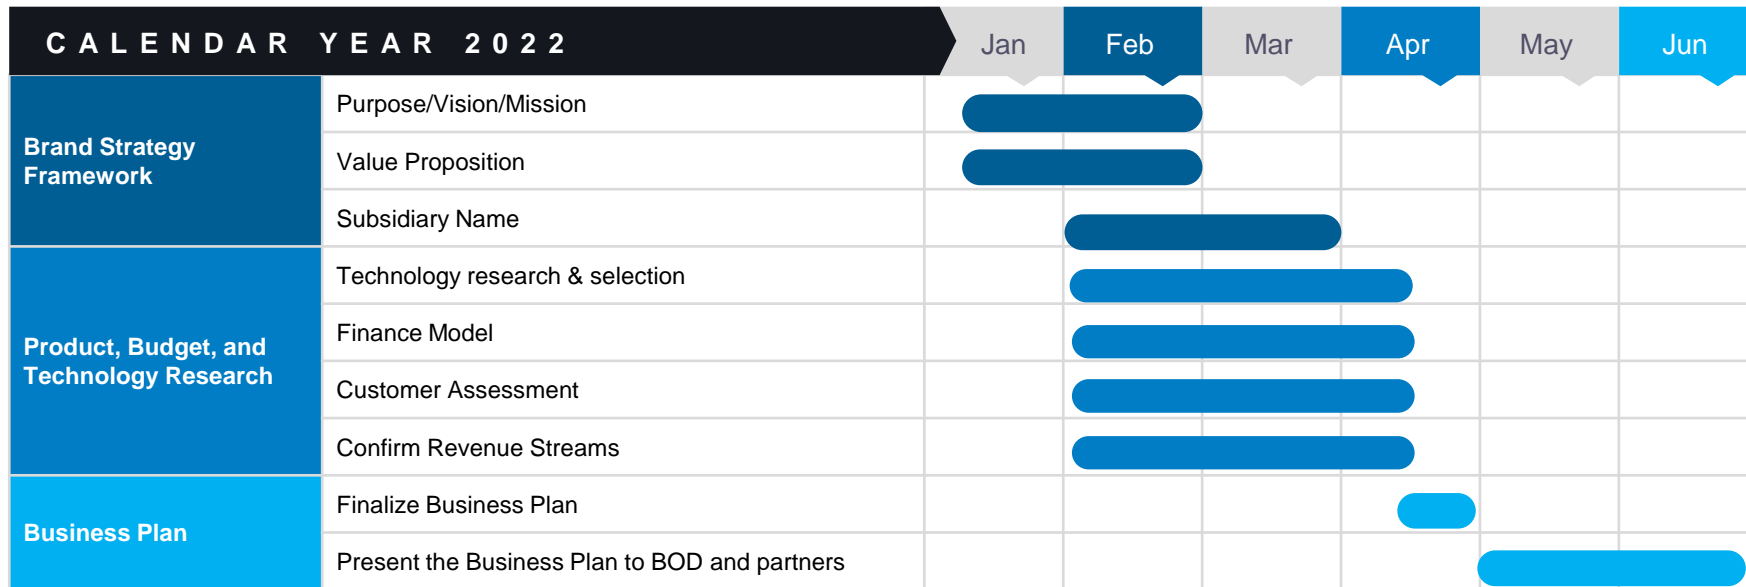 CALENDAR YEAR 2022
Jan
Feb
Mar
Apr
May
Jun
Brand Strategy
Framework
Purpose/Vision/Mission
Value Proposition
Subsidiary Name
Product, Budget, and
Technology Research
Technology research & selection
Finance Model
Customer Assessment
Confirm Revenue Streams
Business Plan
Finalize Business Plan
Present the Business Plan to BOD and partners